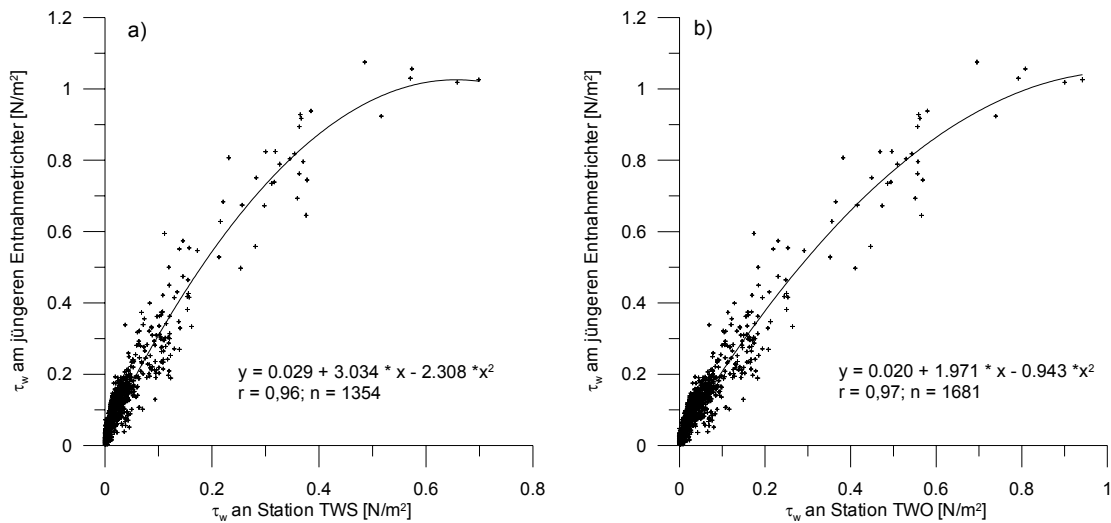 a)
τw am jüngeren Entnahmetrichter [N/m²]
1.2
1
0.8
0.6
0.4
0.2
0
y = 0.029 + 3.034 * x - 2.308 *x²
r = 0,96; n = 1354
0 0.2 0.4 0.6 0.8
τw an Station TWS [N/m²]
b)
τw am jüngeren Entnahmetrichter [N/m²]
1.2
1
0.8
0.6
0.4
0.2
0
y = 0.020 + 1.971 * x - 0.943 *x²
r = 0,97; n = 1681
0 0.2 0.4 0.6 0.8 1
τw an Station TWO [N/m²]